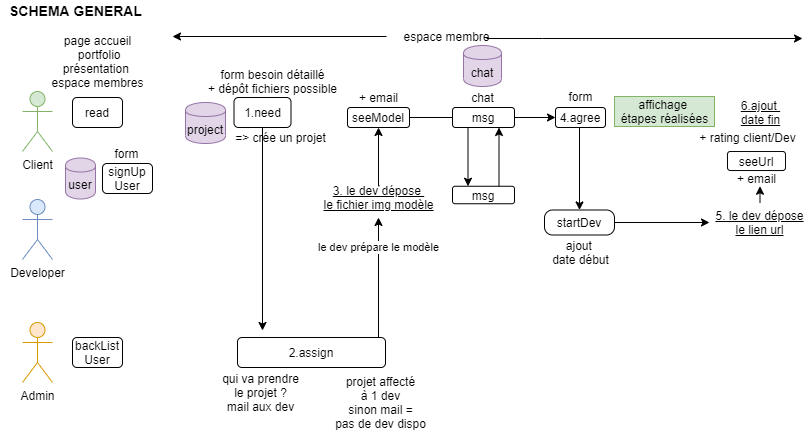 SCHEMA GENERAL
espace membre
page accueil
portfolio
présentation
espace membres
read
Client
form
user
signUp
User
Developer
backList
User
Admin
form besoin détaillé
+ dépôt fichiers possible
project
1.need
=> crée un projet
2.assign
qui va prendre
le projet ?
mail aux dev
projet affecté
à 1 dev
sinon mail =
pas de dev dispo
le dev prépare le modèle
3. le dev dépose
le fichier img modèle
+ email
seeModel
chat
chat
msg
msg
form
4.agree
startDev
ajout
date début
affichage
étapes réalisées
6.ajout
date fin
+ rating client/Dev
seeUrl
+ email
5. le dev dépose
le lien url